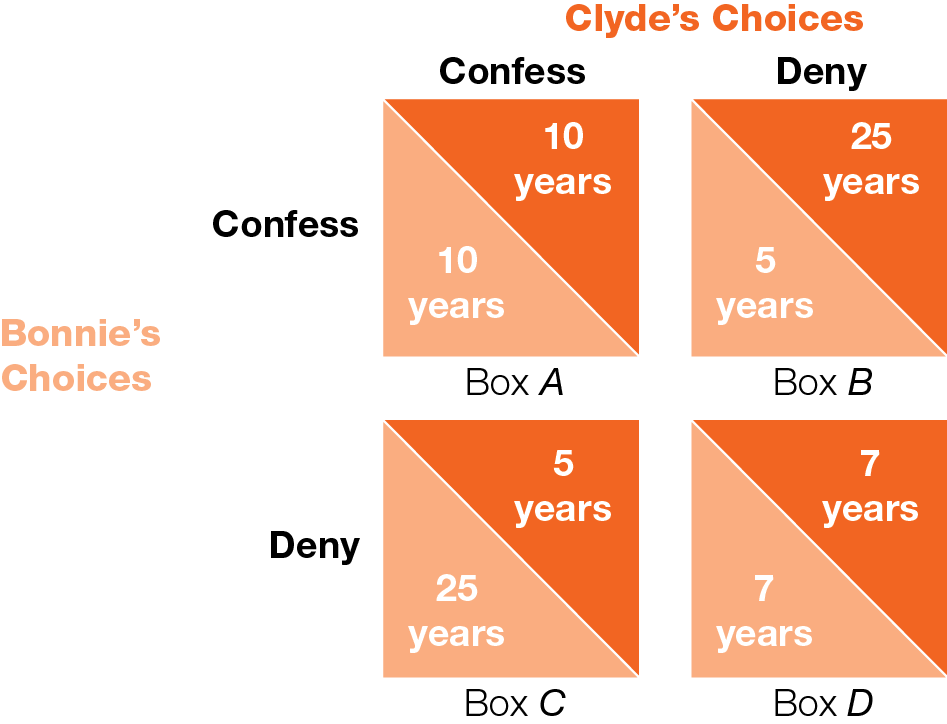 Clyde’s Choices
Confess
Deny
Confess
10
years
10
years
25
years
5
years
Box A
Box B
Bonnie’s
Choices
Deny
5
years
25
years
7
years
7
years
Box C
Box D